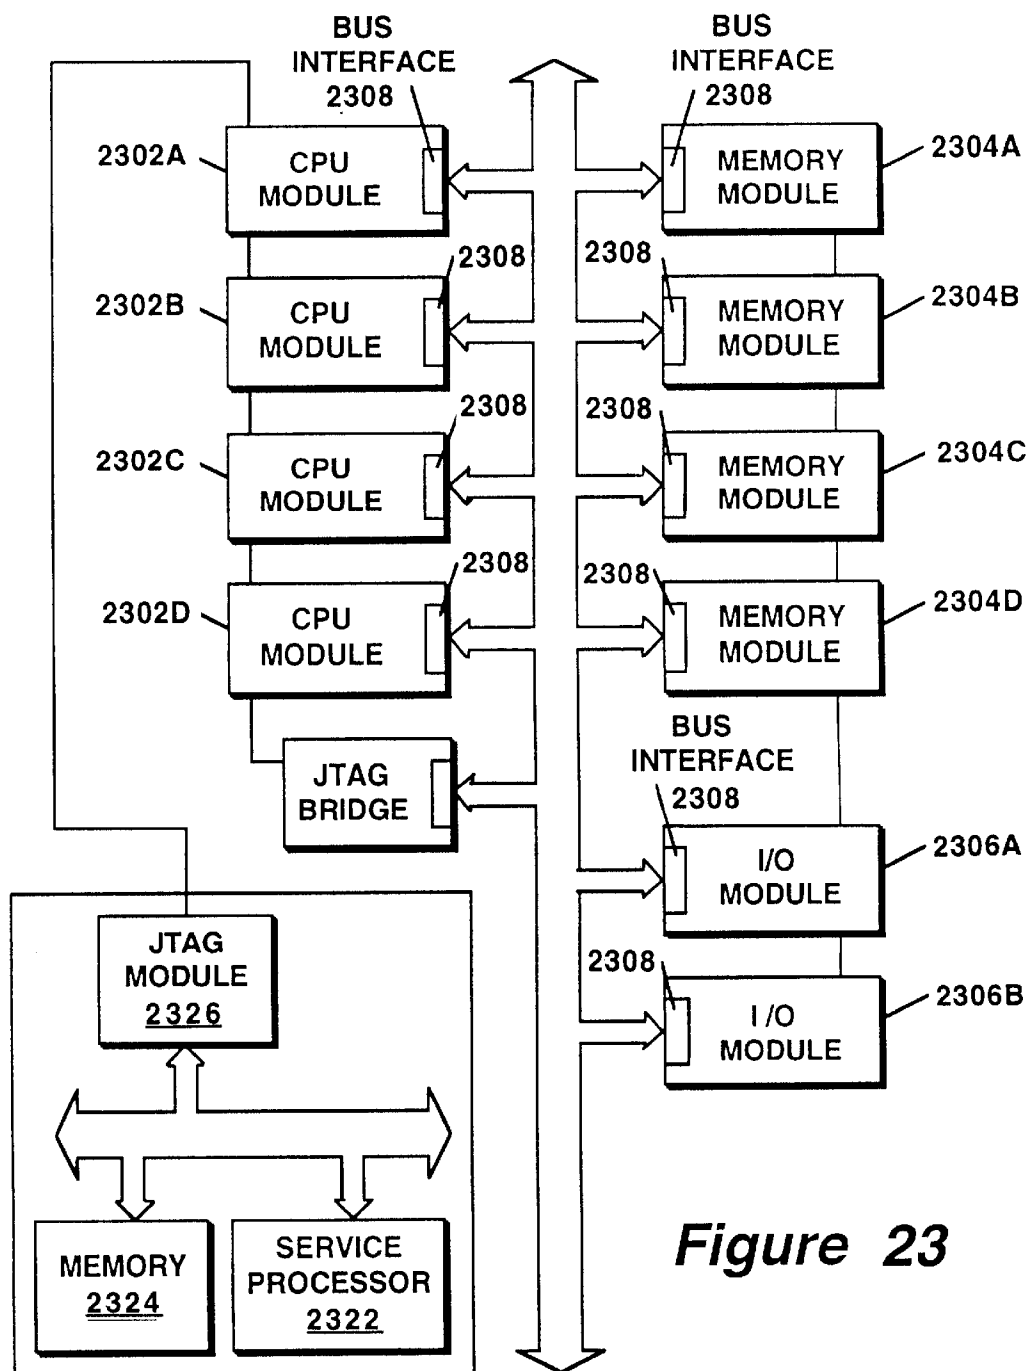 BUS
INTERFACE
2308
BUS
INTERFACE
2308
2302A
CPU
MODULE
MEMORY
MODULE
2304A
2308
2308
2302B
CPU
MODULE
MEMORY
MODULE
2304B
2308
2308
2302C
CPU
MODULE
MEMORY
MODULE
2304C
2308
2308
2302D
CPU
MODULE
MEMORY
MODULE
2304D
JTAG
BRIDGE
BUS
INTERFACE
2308
I/O
MODULE
2306A
2308
I/O
MODULE
2306B
JTAG
MODULE
2326
MEMORY
2324
SERVICE
PROCESSOR
2322
Figure 23